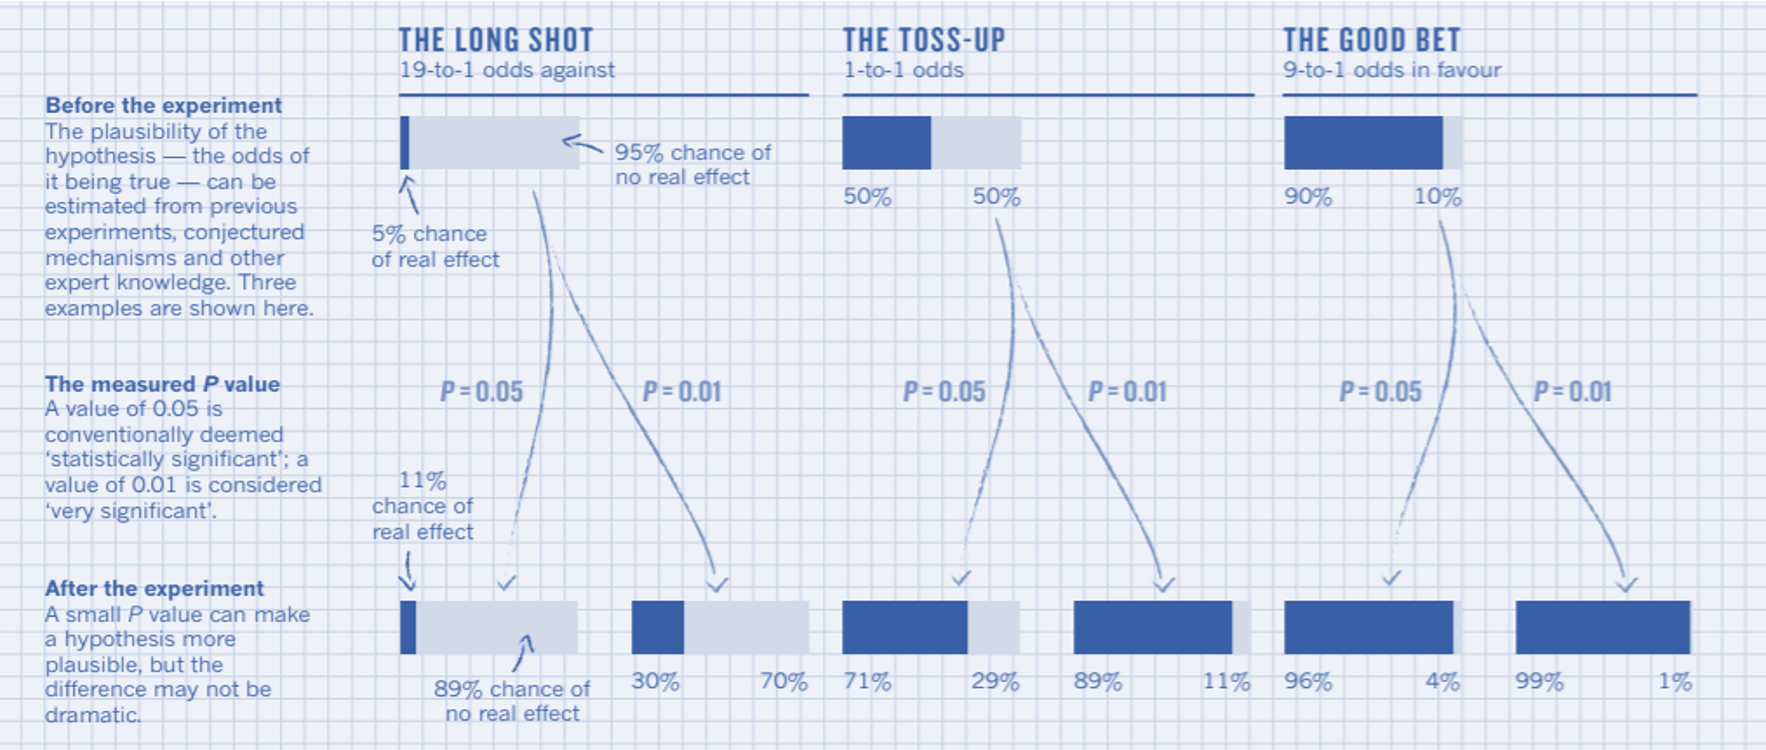 THE LONG SHOT
19-to-1 odds against
THE TOSS-UP
1-to-1 odds
THE GOOD BET
9-to-1 odds in favour
Before the experiment
The plausibility of the
hypothesis — the odds of
it being true — can be
estimated from previous
experiments, conjectured
mechanisms and other
expert knowledge. Three
examples are shown here.
95% chance of
no real effect
5% chance
of real effect
50% 50%
90% 10%
The measured P value
A value of 0.05 is
conventionally deemed
‘statistically significant’; a
value of 0.01 is considered
‘very significant’.
P = 0.05
P = 0.01
P = 0.05
P = 0.01
P = 0.05
P = 0.01
11%
chance of
real effect
After the experiment
A small P value can make
a hypothesis more
plausible, but the
difference may not be
dramatic.
89% chance of
no real effect
30% 70%
71% 29%
89% 11%
96% 4%
99% 1%